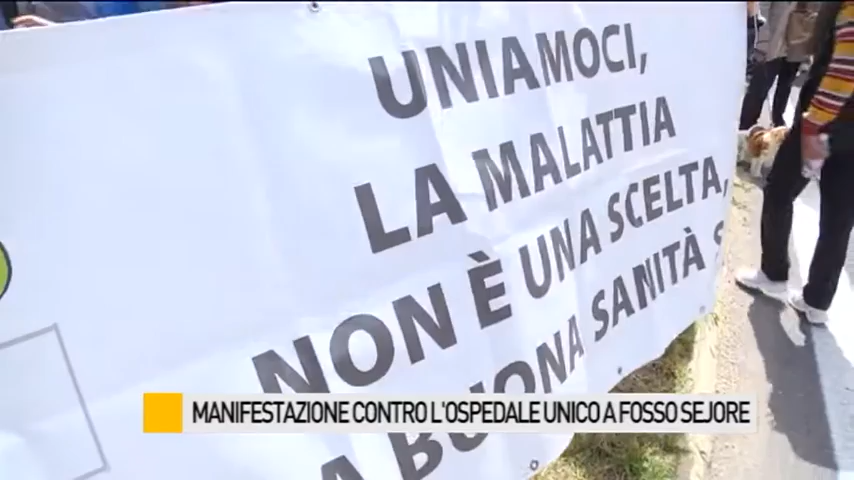 UNIAMOCI,
LA MALATTIA
NON È UNA SCELTA,
A BUONA SANITÀ S
MANIFESTAZIONE CONTRO L'OSPEDALE UNICO A FOSSO SEJORE